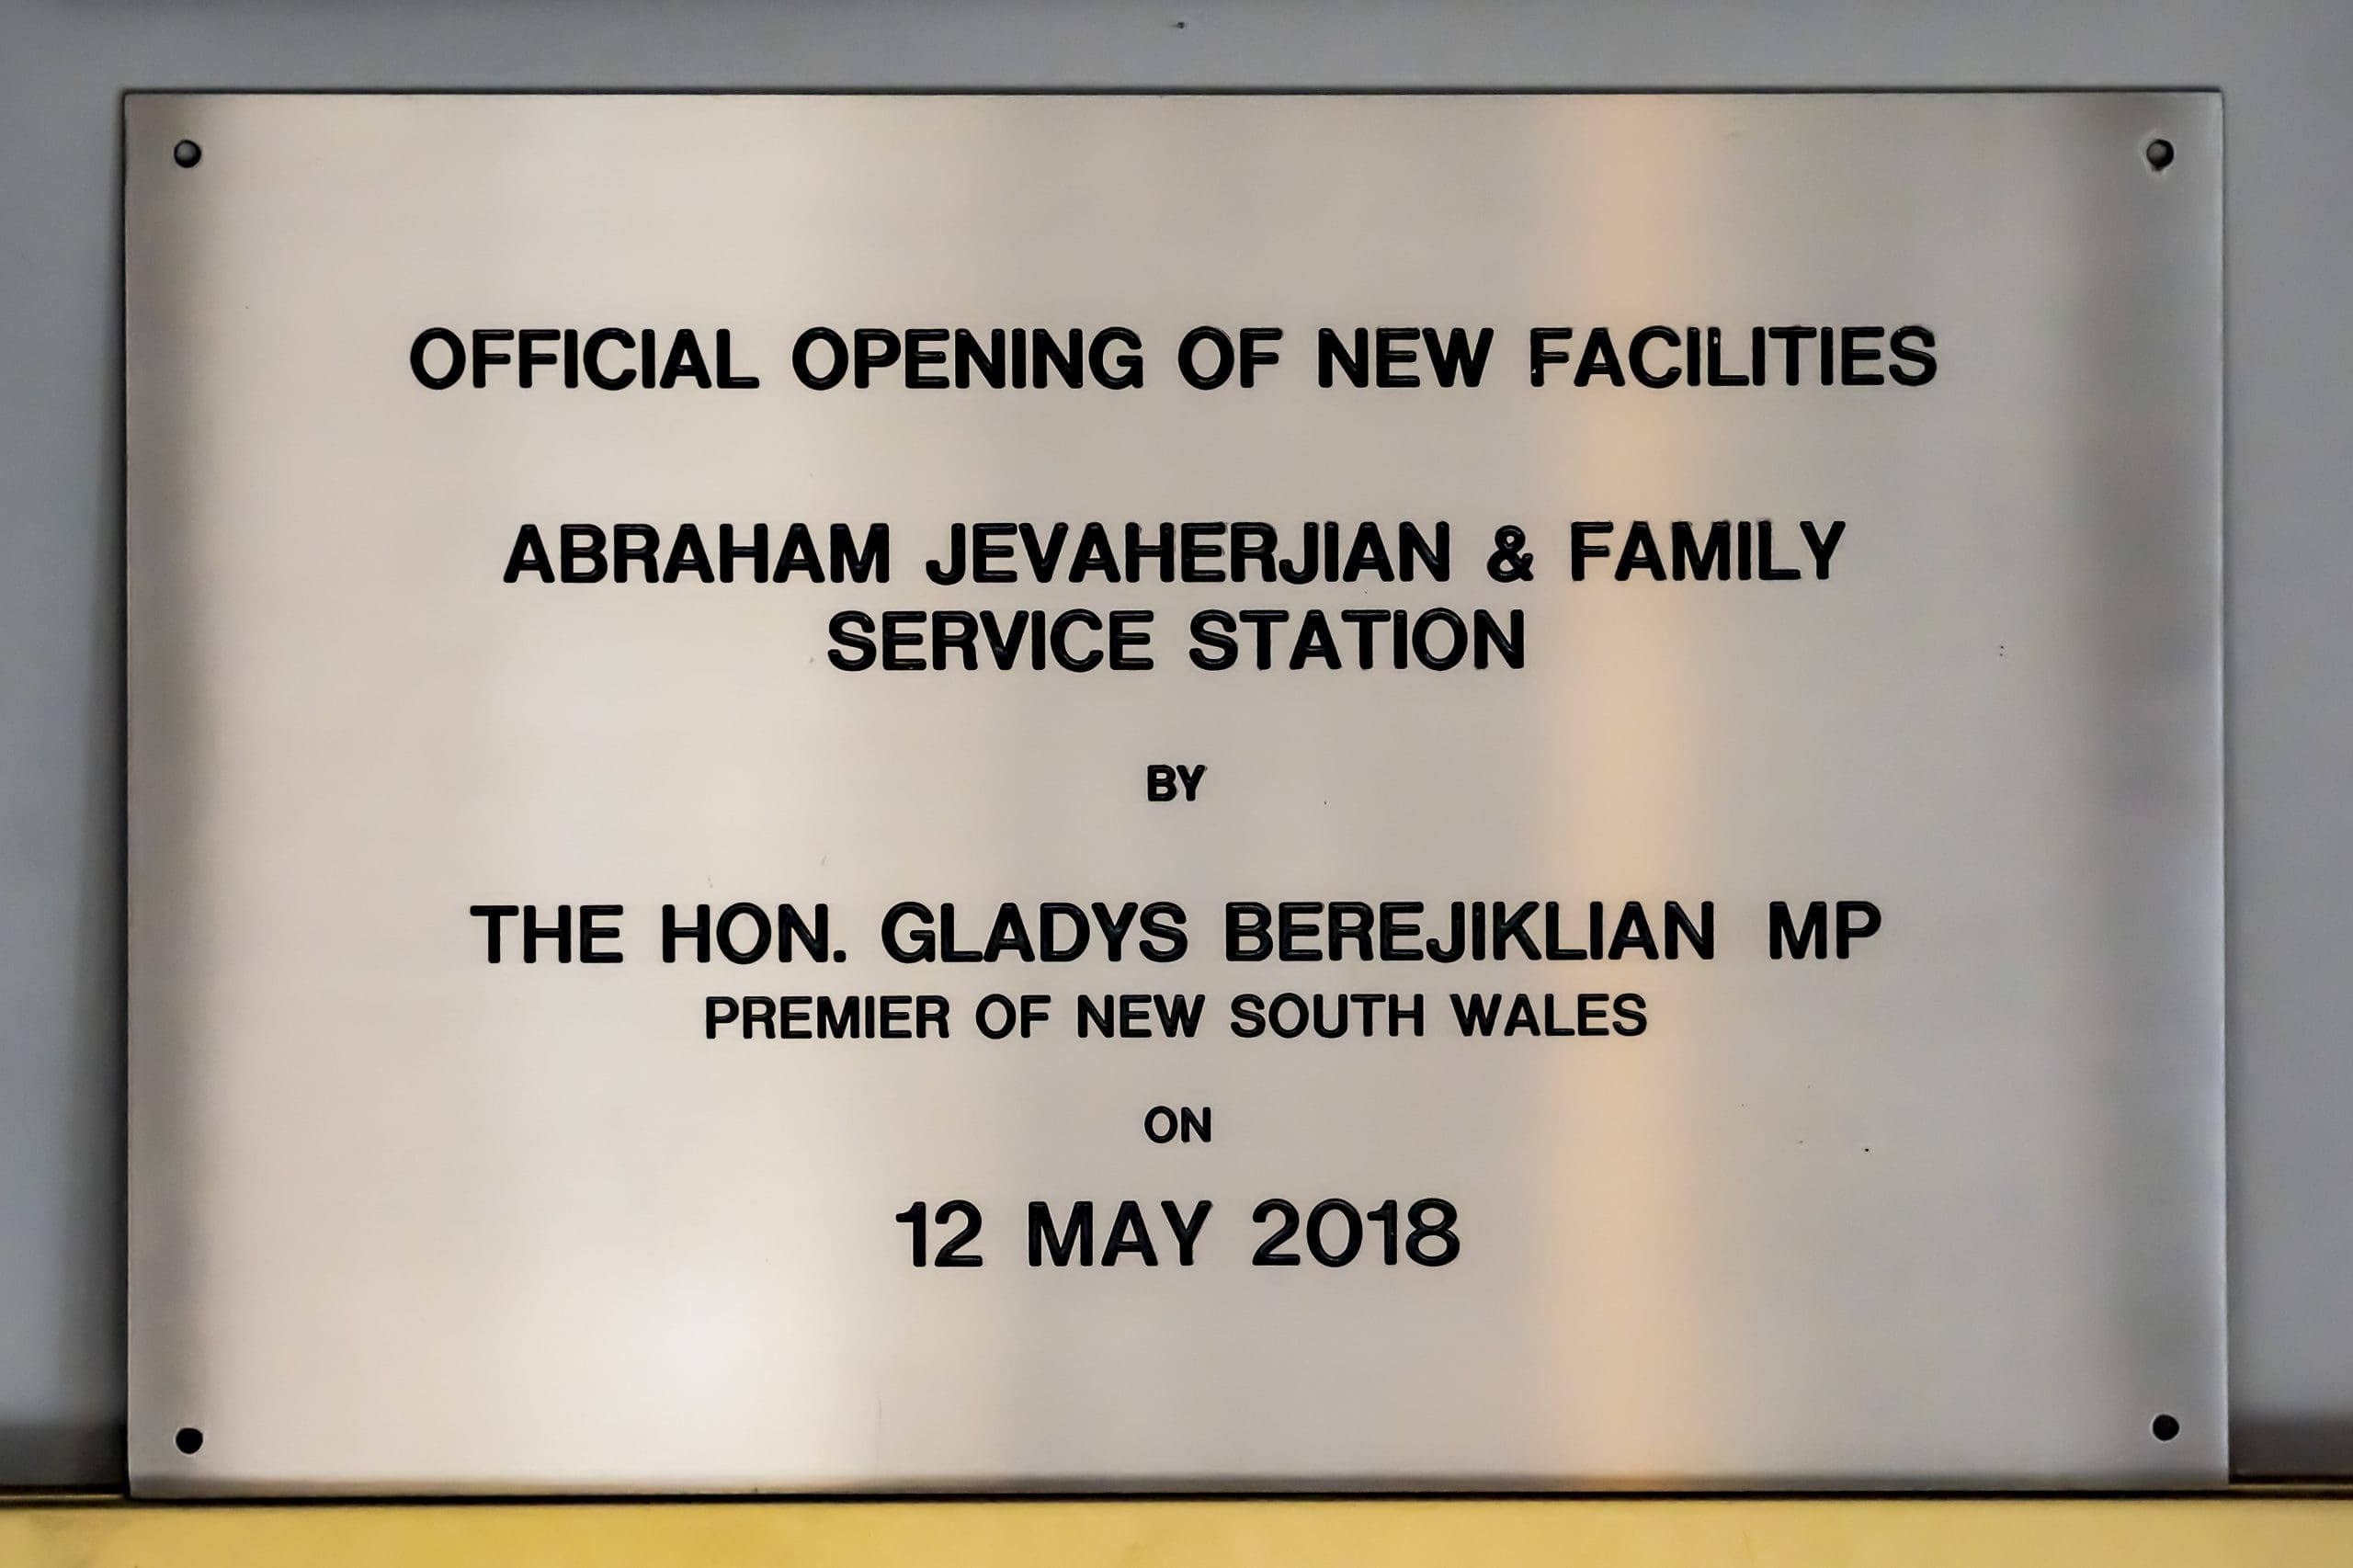 OFFICIAL OPENING OF NEW FACILITIES
ABRAHAM JEVAHERJIAN & FAMILY
SERVICE STATION
BY
THE HON. GLADYS BEREJIKLIAN MP
PREMIER OF NEW SOUTH WALES
ON
12 MAY 2018